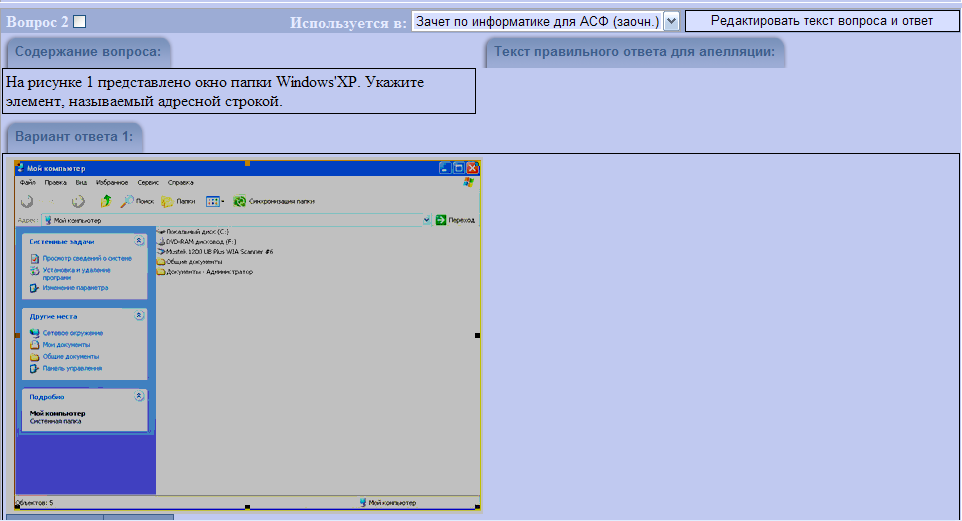 Вопрос 2
Используется в: Зачет по информатике для АСФ (заочн.) Редактировать текст вопроса и ответ
Содержание вопроса: Текст правильного ответа для апелляции:
На рисунке 1 представлено окно папки Windows'XP. Укажите
элемент, называемый адресной строкой.
Вариант ответа 1:
Мой компьютер
Файл Правка Вид Избранное Сервис Справка
Поиск Папки Синхронизация папки
Адрес: Мой компьютер Переход
Локальный диск (C:)
DVD-RAM дисковод (F:)
Mustek 1200 UB Plus WIA Scanner #6
Общие документы
Документы - Администратор
Системные задачи
Просмотр сведений о системе
Установка и удаление
программ
Изменение параметра
Другие места
Сетевое окружение
Мои документы
Общие документы
Панель управления
Подробно
Мой компьютер
Системная папка
Объектов: 5 Мой компьютер